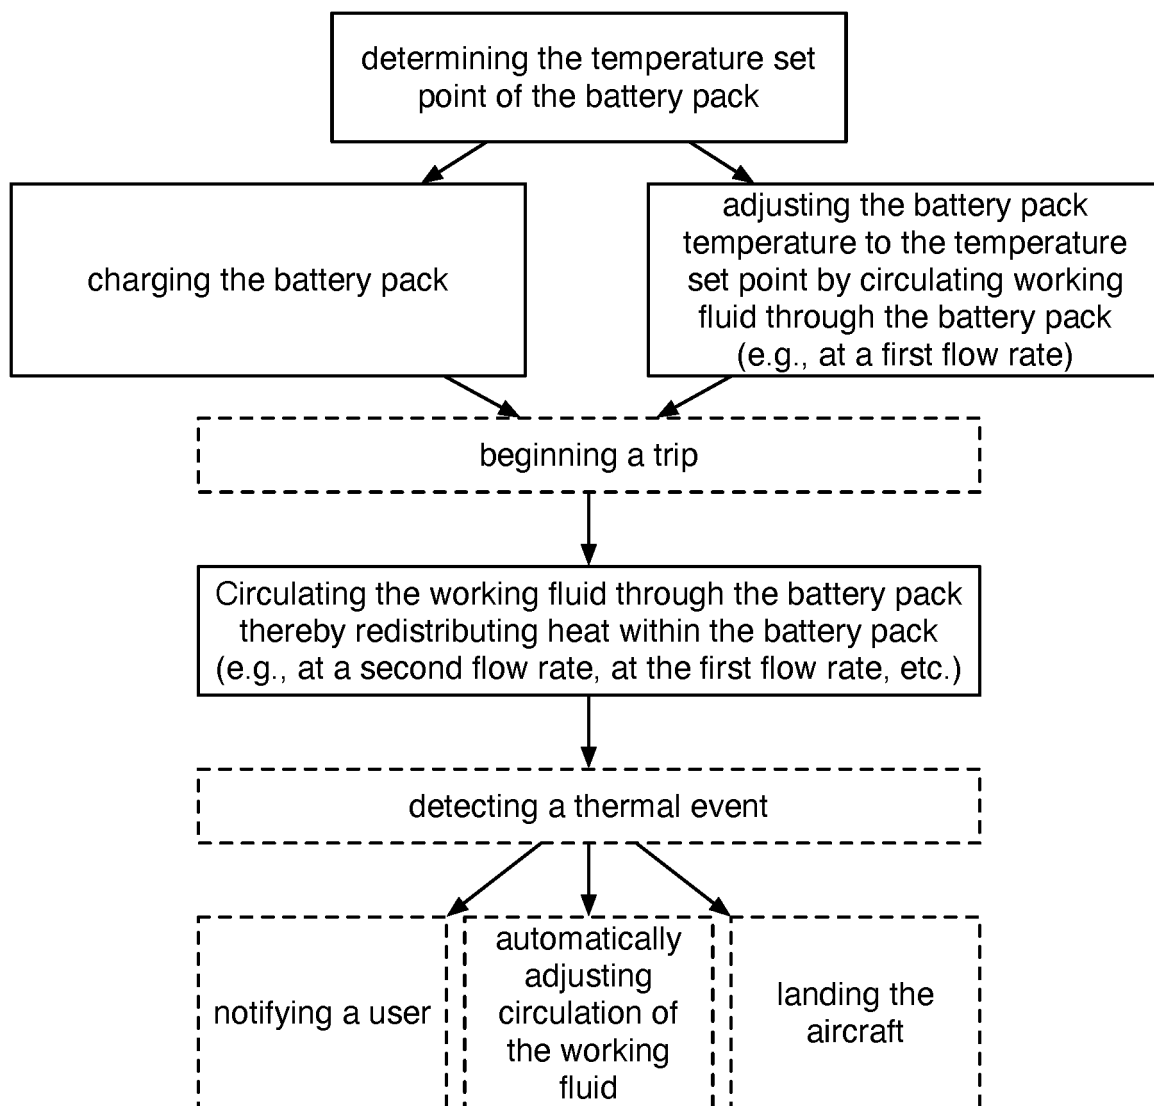 determining the temperature set
point of the battery pack
charging the battery pack
adjusting the battery pack
temperature to the temperature
set point by circulating working
fluid through the battery pack
(e.g., at a first flow rate)
beginning a trip
Circulating the working fluid through the battery pack
thereby redistributing heat within the battery pack
(e.g., at a second flow rate, at the first flow rate, etc.)
detecting a thermal event
notifying a user
automatically
adjusting
circulation of
the working
fluid
landing the
aircraft